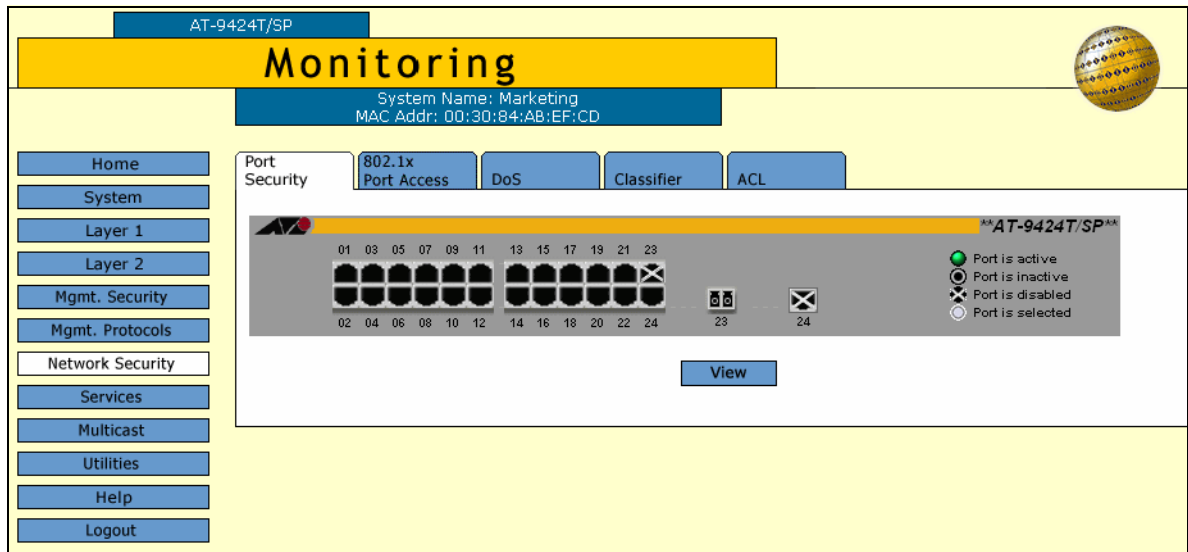 AT-9424T/SP
Monitoring
System Name: Marketing
MAC Addr: 00:30:84:AB:EF:CD
Home
System
Layer 1
Layer 2
Mgmt. Security
Mgmt. Protocols
Network Security
Services
Multicast
Utilities
Help
Logout
Port Security
802.1x Port Access
DoS
Classifier
ACL
**AT-9424T/SP**
01 03 05 07 09 11 13 15 17 19 21 23
02 04 06 08 10 12 14 16 18 20 22 24
23 24
Port is active
Port is inactive
Port is disabled
Port is selected
View